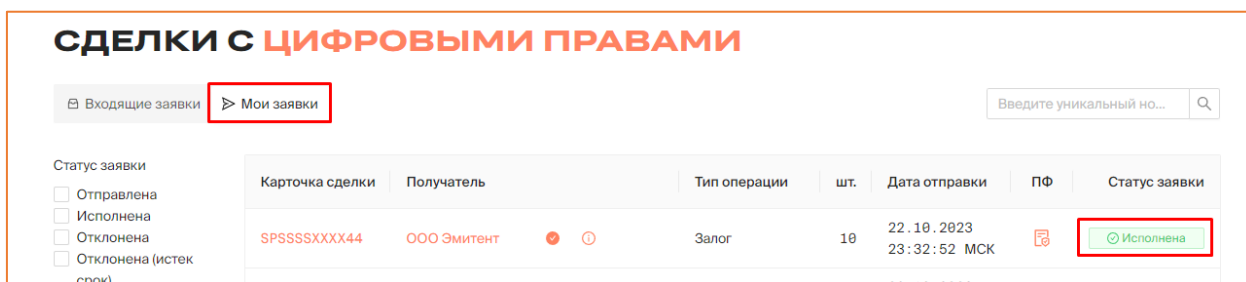 СДЕЛКИ С ЦИФРОВЫМИ ПРАВАМИ
Входящие заявки
Мои заявки
Введите уникальный но...
Статус заявки
Отправлена
Исполнена
Отклонена
Отклонена (истек
срок)
Карточка сделки Получатель Тип операции шт. Дата отправки ПФ Статус заявки
SPSSSSXXXX44 ООО Эмитент Залог 10 22.10.2023
23:32:52 МСК
Исполнена